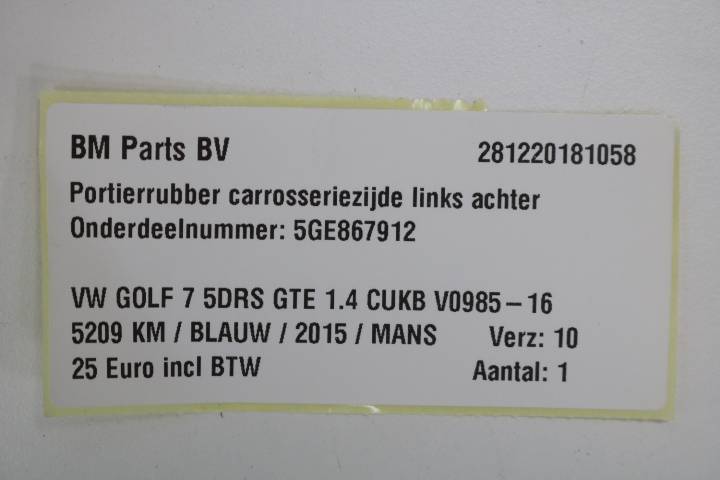 BM Parts BV 281220181058
Portierrubber carrosseriezijde links achter
Onderdeelnummer: 5GE867912
VW GOLF 7 5DRS GTE 1.4 CUKB V0985-16
5209 KM / BLAUW / 2015 / MANS Verz: 10
25 Euro incl BTW Aantal: 1